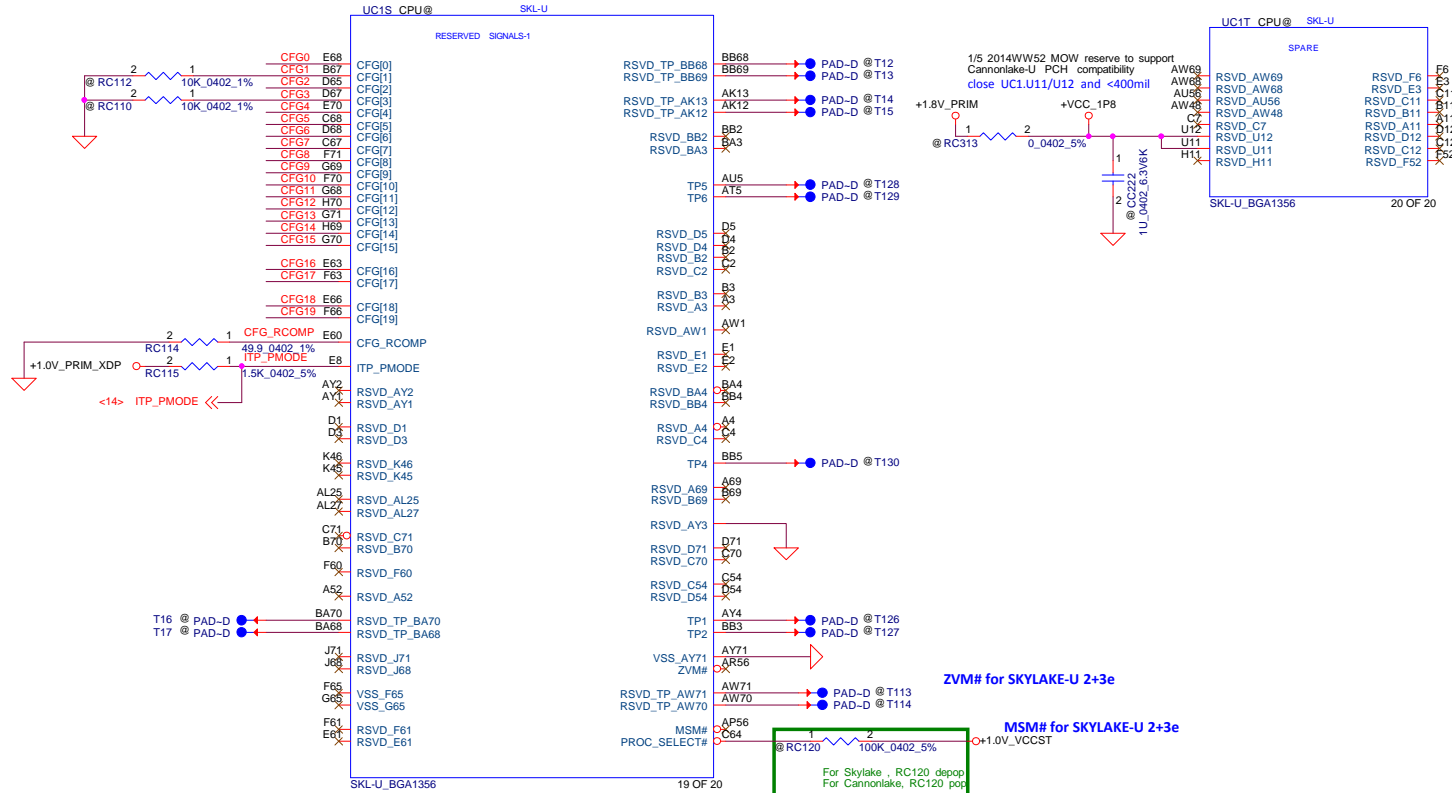 UC1S CPU@ SKL-U
RESERVED SIGNALS-1
CFG0 E68 CFG[0]
CFG1 B67 CFG[1]
CFG2 D65 CFG[2]
CFG3 D67 CFG[3]
CFG4 E70 CFG[4]
CFG5 C68 CFG[5]
CFG6 D68 CFG[6]
CFG7 C67 CFG[7]
CFG8 F71 CFG[8]
CFG9 G69 CFG[9]
CFG10 F70 CFG[10]
CFG11 G68 CFG[11]
CFG12 H70 CFG[12]
CFG13 G71 CFG[13]
CFG14 H69 CFG[14]
CFG15 G70 CFG[15]
CFG16 E63 CFG[16]
CFG17 F63 CFG[17]
CFG18 E66 CFG[18]
CFG19 F66 CFG[19]
2 1
@ RC112 10K_0402_1%
2 1
@ RC110 10K_0402_1%
2 1 CFG_RCOMP E60 CFG_RCOMP
RC114 49.9_0402_1%
+1.0V_PRIM_XDP 2 1 ITP_PMODE E8 ITP_PMODE
RC115 1.5K_0402_5%
<14> ITP_PMODE
AY2 RSVD_AY2
AY1 RSVD_AY1
D1 RSVD_D1
D3 RSVD_D3
K46 RSVD_K46
K45 RSVD_K45
AL25 RSVD_AL25
AL27 RSVD_AL27
C71 RSVD_C71
B70 RSVD_B70
F60 RSVD_F60
A52 RSVD_A52
T16 @ PAD~D BA70 RSVD_TP_BA70
T17 @ PAD~D BA68 RSVD_TP_BA68
J71 RSVD_J71
J68 RSVD_J68
F65 VSS_F65
G65 VSS_G65
F61 RSVD_F61
E61 RSVD_E61
SKL-U_BGA1356
19 OF 20
RSVD_TP_BB68 BB68 PAD~D @ T12
RSVD_TP_BB69 BB69 PAD~D @ T13
RSVD_TP_AK13 AK13 PAD~D @ T14
RSVD_TP_AK12 AK12 PAD~D @ T15
RSVD_BB2 BB2
RSVD_BA3 BA3
TP5 AU5 PAD~D @ T128
TP6 AT5 PAD~D @ T129
RSVD_D5 D5
RSVD_D4 D4
RSVD_B2 B2
RSVD_C2 C2
RSVD_B3 B3
RSVD_A3 A3
RSVD_AW1 AW1
RSVD_E1 E1
RSVD_E2 E2
RSVD_BA4 BA4
RSVD_BB4 BB4
RSVD_A4 A4
RSVD_C4 C4
TP4 BB5 PAD~D @ T130
RSVD_A69 A69
RSVD_B69 B69
RSVD_AY3
RSVD_D71 D71
RSVD_C70 C70
RSVD_C54 C54
RSVD_D54 D54
TP1 AY4 PAD~D @ T126
TP2 BB3 PAD~D @ T127
VSS_AY71 AY71
ZVM# AR56
ZVM# for SKYLAKE-U 2+3e
RSVD_TP_AW71 AW71 PAD~D @ T113
RSVD_TP_AW70 AW70 PAD~D @ T114
MSM# AP56
MSM# for SKYLAKE-U 2+3e
PROC_SELECT# C64 1 2 +1.0V_VCCST
@ RC120 100K_0402_5%
For Skylake , RC120 depop
For Cannonlake, RC120 pop
1/5 2014WW52 MOW reserve to support
Cannonlake-U PCH compatibility
close UC1.U11/U12 and <400mil
+1.8V_PRIM +VCC_1P8
1 2
@ RC313 0_0402_5%
1
2
@ CC222
1U_0402_6.3V6K
UC1T CPU@ SKL-U
SPARE
AW69 RSVD_AW69
AW68 RSVD_AW68
AU56 RSVD_AU56
AW48 RSVD_AW48
C7 RSVD_C7
U12 RSVD_U12
U11 RSVD_U11
H11 RSVD_H11
RSVD_F6 F6
RSVD_E3 E3
RSVD_C11 C11
RSVD_B11 B11
RSVD_A11 A11
RSVD_D12 D12
RSVD_C12 C12
RSVD_F52 F52
SKL-U_BGA1356
20 OF 20